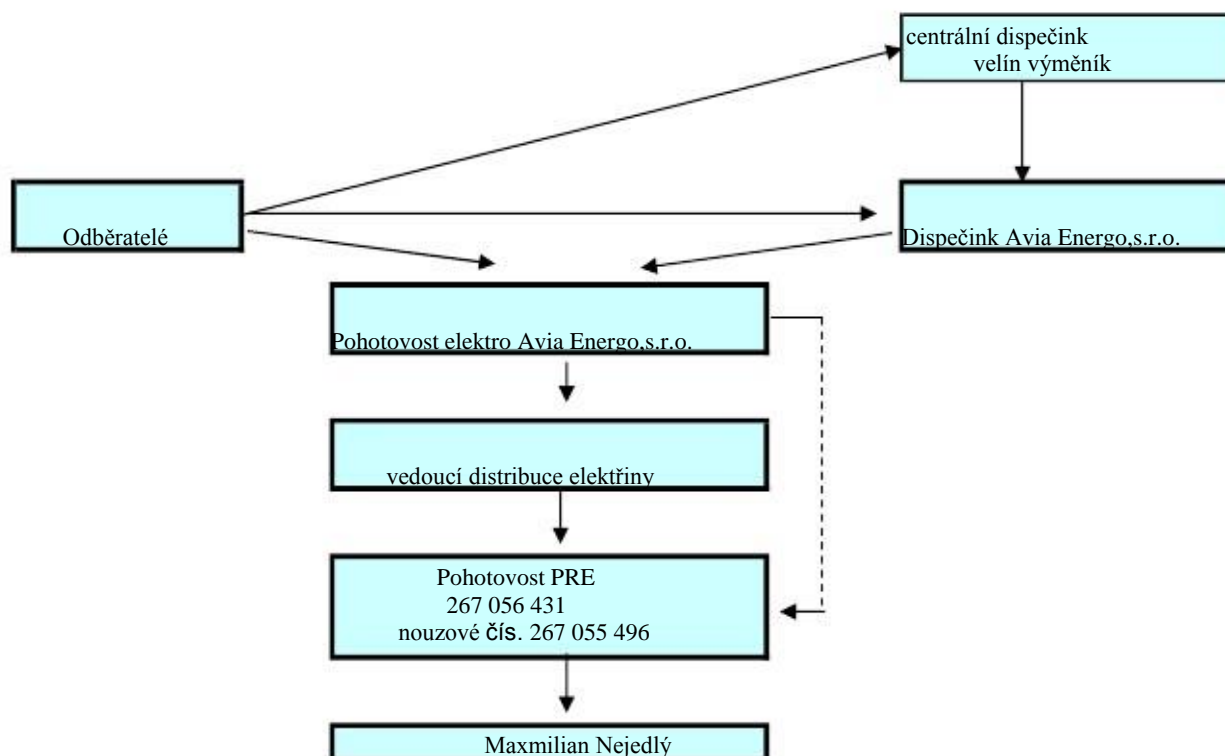 centrální dispečink
velín výměník
Odběratelé
Dispečink Avia Energo,s.r.o.
Pohotovost elektro Avia Energo,s.r.o.
vedoucí distribuce elektřiny
Pohotovost PRE
267 056 431
nouzové čís. 267 055 496
Maxmilian Nejedlý